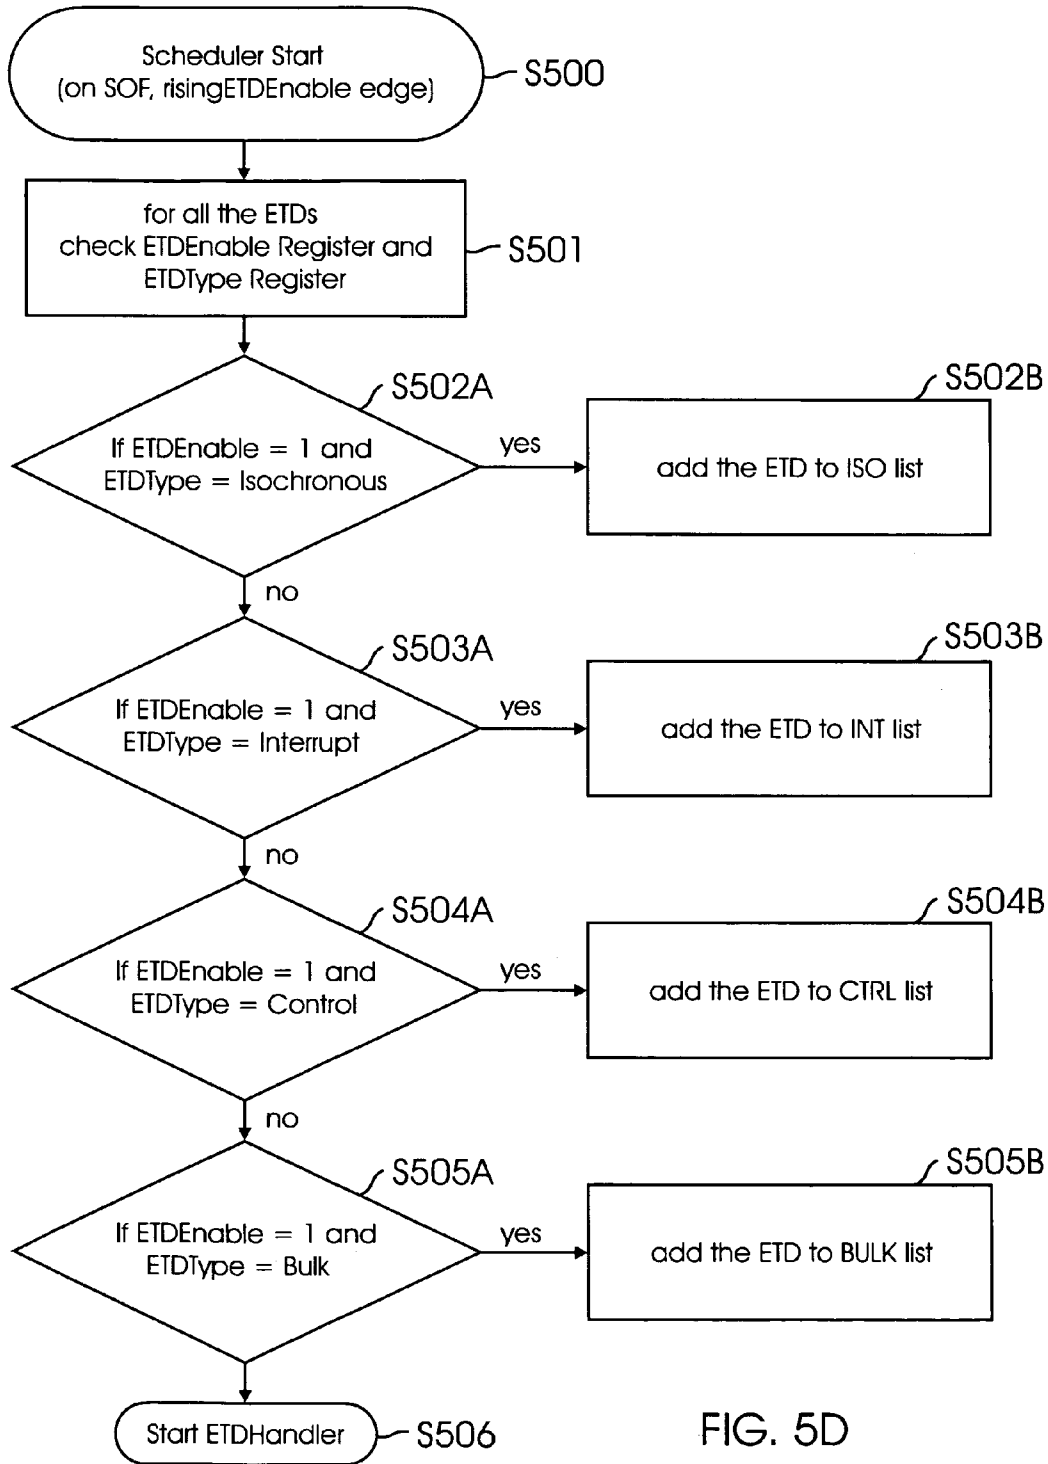 Scheduler Start
(on SOF, risingETDEnable edge)
S500
for all the ETDs
check ETDEnable Register and
ETDType Register
S501
S502A
If ETDEnable = 1 and
ETDType = Isochronous
yes
S502B
add the ETD to ISO list
no
S503A
If ETDEnable = 1 and
ETDType = Interrupt
yes
S503B
add the ETD to INT list
no
S504A
If ETDEnable = 1 and
ETDType = Control
yes
S504B
add the ETD to CTRL list
no
S505A
If ETDEnable = 1 and
ETDType = Bulk
yes
S505B
add the ETD to BULK list
Start ETDHandler
S506
FIG. 5D